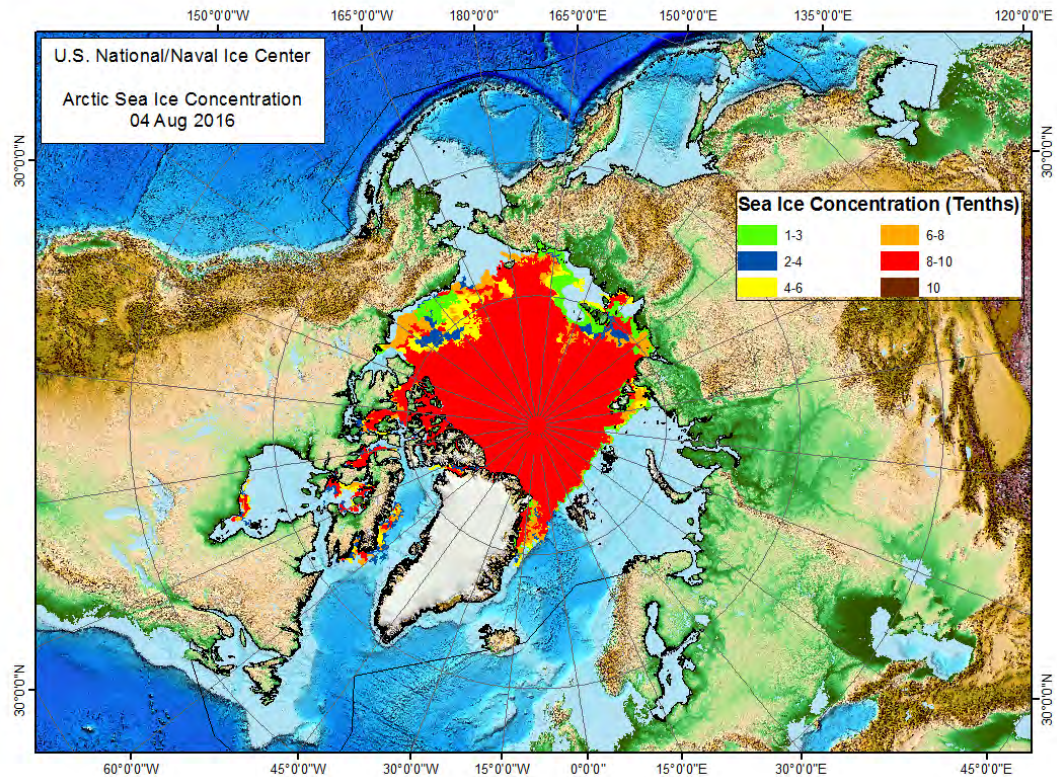 150°0'0"W 165°0'0"W 180°0'0" 165°0'0"E 150°0'0"E 135°0'0"E 120°0'0"E
U.S. National/Naval Ice Center
Arctic Sea Ice Concentration
04 Aug 2016
30°0'0"N
30°0'0"N
Sea Ice Concentration (Tenths)
1-3 6-8
2-4 8-10
4-6 10
30°0'0"N
30°0'0"N
60°0'0"W 45°0'0"W 30°0'0"W 15°0'0"W 0°0'0" 15°0'0"E 30°0'0"E 45°0'0"E